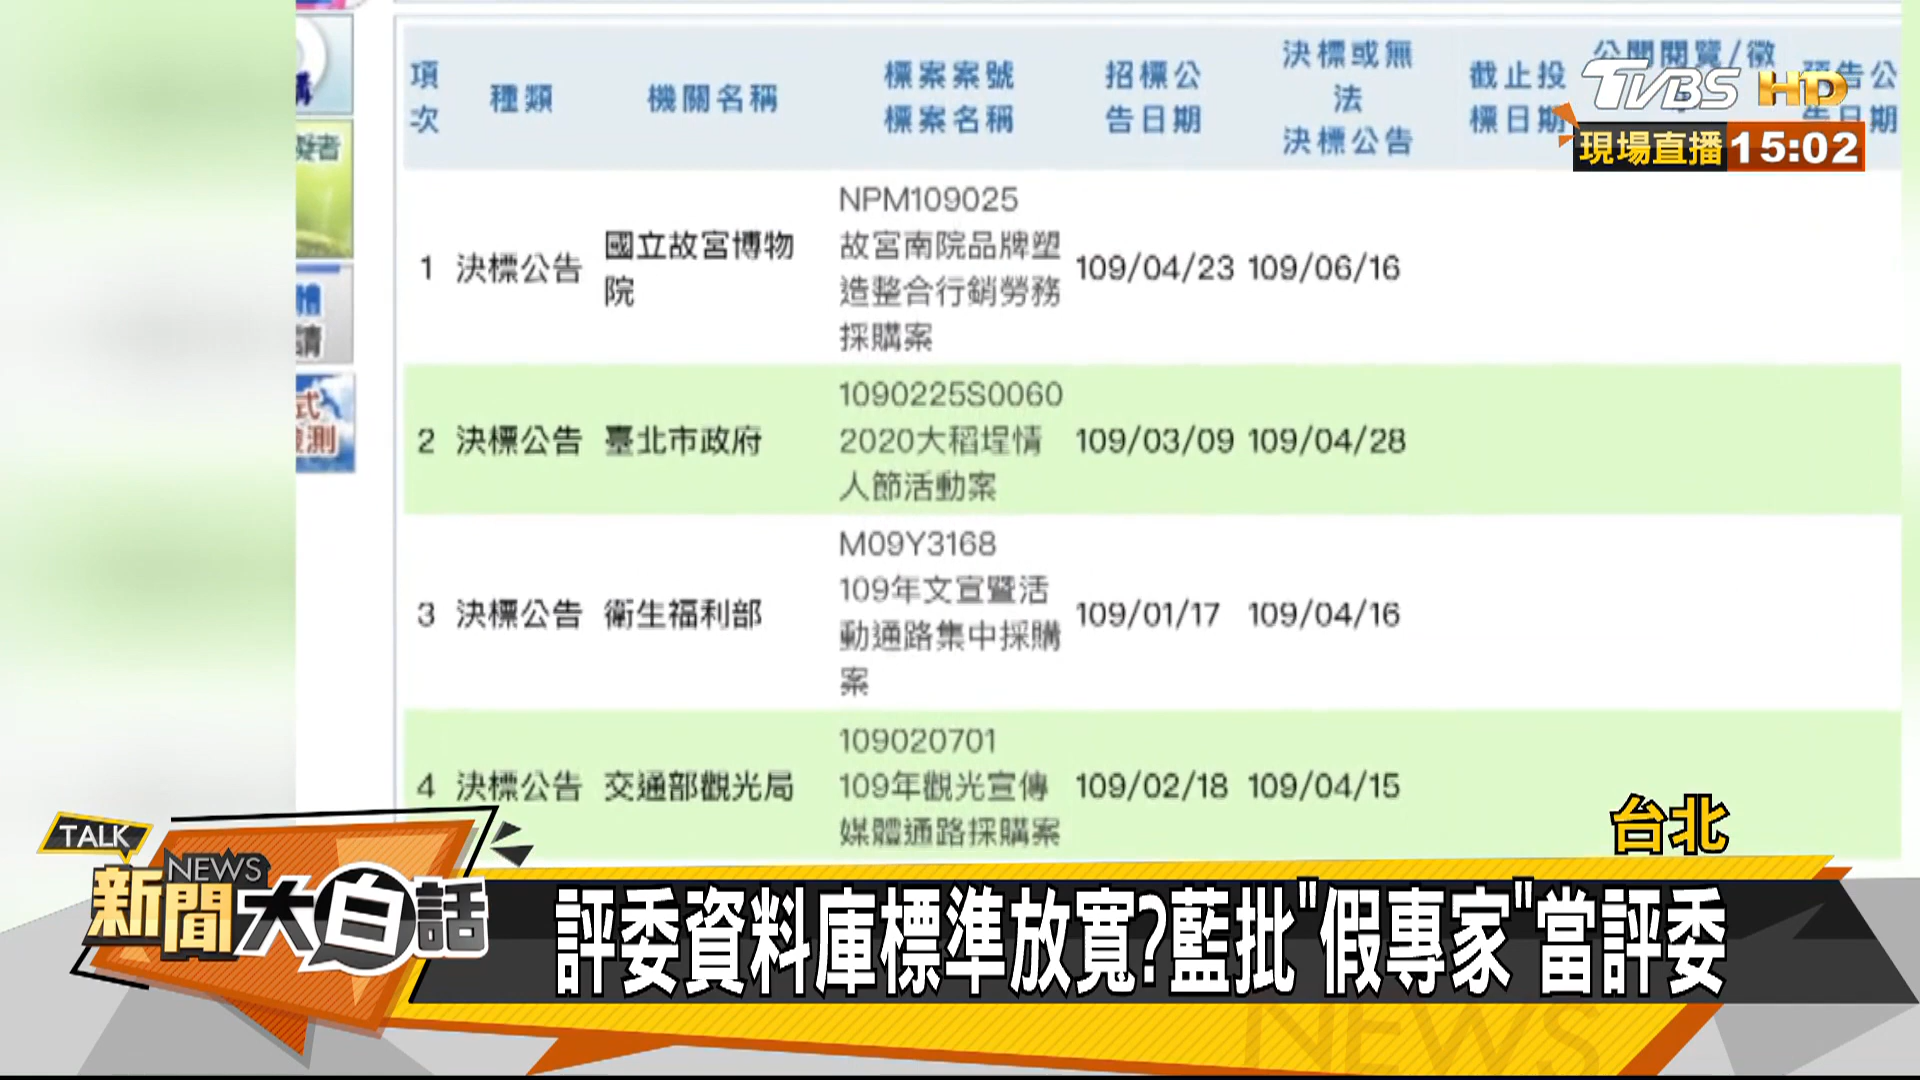 項次
種類
機關名稱
標案案號
標案名稱
招標公
告日期
決標或無
法
決標公告
截止投
標日期
公開閱覽/徵
預告公
告日期
TVBS HD
現場直播 15:02
疑者
請
式
測
1 決標公告
國立故宮博物
院
NPM109025
故宮南院品牌塑
造整合行銷勞務
採購案
109/04/23 109/06/16
2 決標公告 臺北市政府
1090225S0060
2020大稻埕情
人節活動案
109/03/09 109/04/28
3 決標公告 衛生福利部
M09Y3168
109年文宣暨活
動通路集中採購
案
109/01/17 109/04/16
4 決標公告 交通部觀光局
109020701
109年觀光宣傳
媒體通路採購案
109/02/18 109/04/15
台北
TALK
NEWS
新聞大白話
評委資料庫標準放寬?藍批"假專家"當評委
NEWS